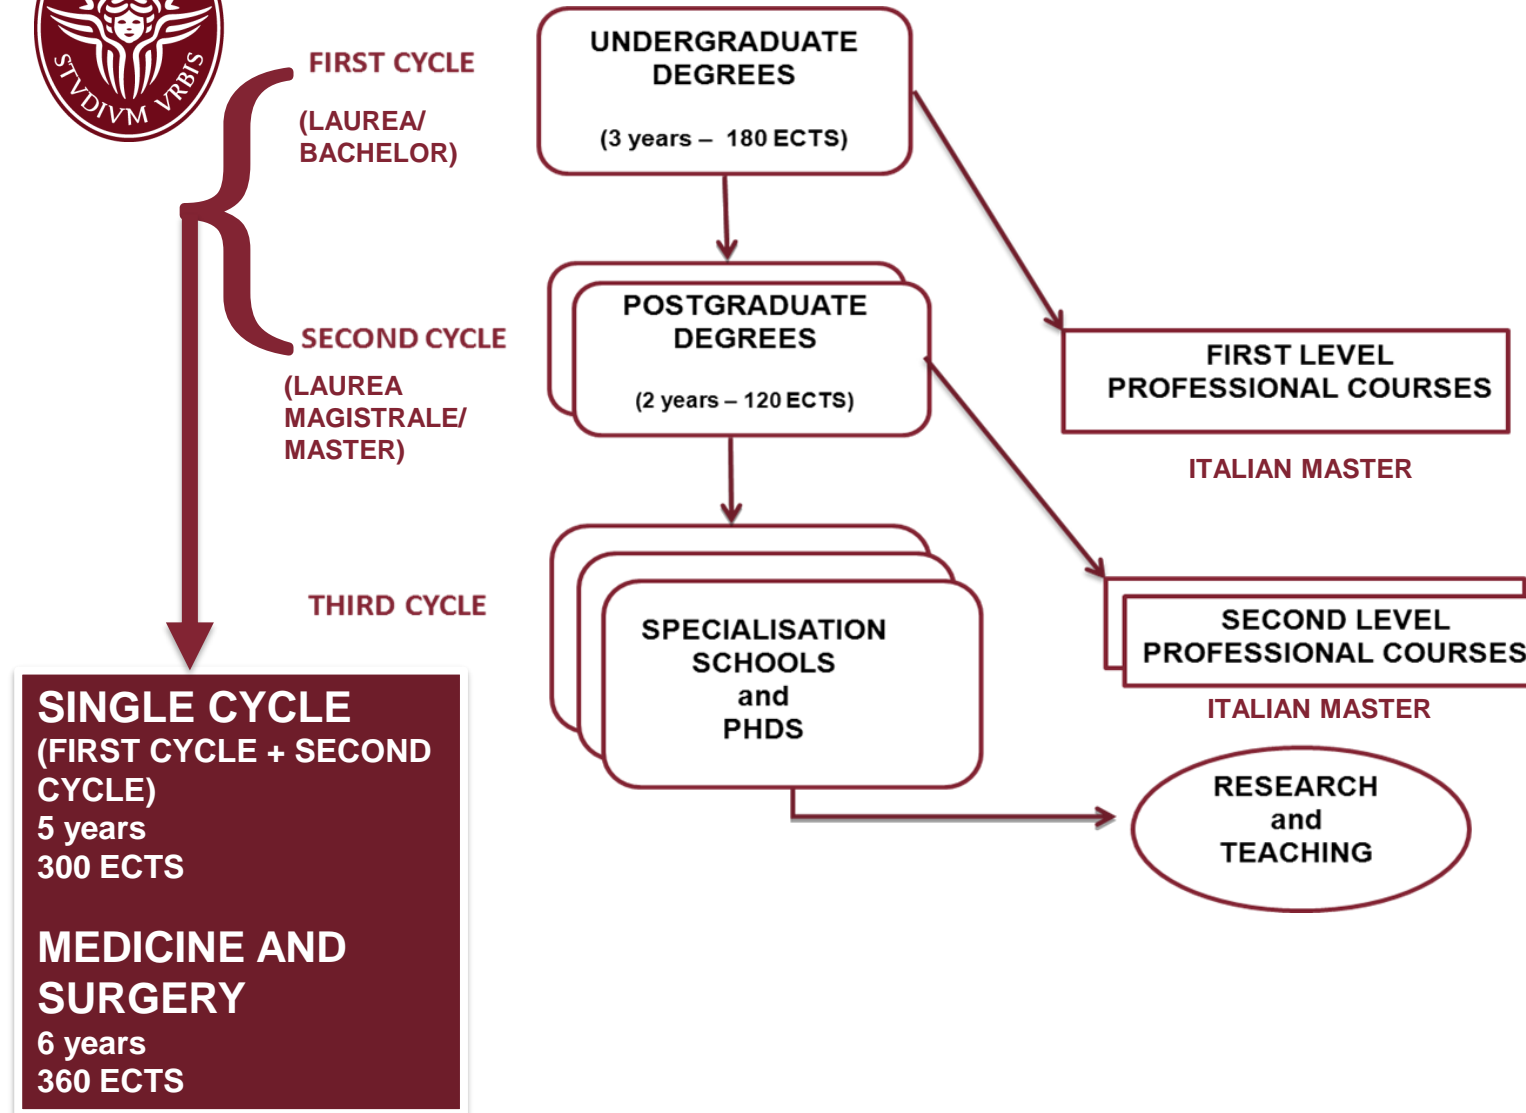 STVDIVM VRBIS
FIRST CYCLE
(LAUREA/
BACHELOR)
UNDERGRADUATE
DEGREES
(3 years – 180 ECTS)
SECOND CYCLE
(LAUREA
MAGISTRALE/
MASTER)
POSTGRADUATE
DEGREES
(2 years – 120 ECTS)
FIRST LEVEL
PROFESSIONAL COURSES
ITALIAN MASTER
THIRD CYCLE
SPECIALISATION
SCHOOLS
and
PHDS
SECOND LEVEL
PROFESSIONAL COURSES
ITALIAN MASTER
RESEARCH
and
TEACHING
SINGLE CYCLE
(FIRST CYCLE + SECOND
CYCLE)
5 years
300 ECTS
MEDICINE AND
SURGERY
6 years
360 ECTS